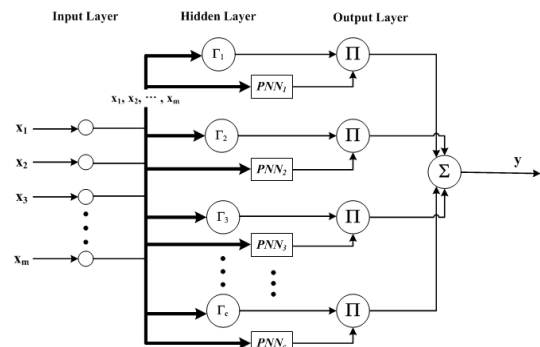 Input Layer Hidden Layer Output Layer
Γ₁ Π
PNN₁
x₁, x₂, ⋯ , xₘ
x₁
Γ₂ Π
x₂
PNN₂
Σ y
x₃
Γ₃ Π
PNN₃
xₘ
Γc Π
PNNc